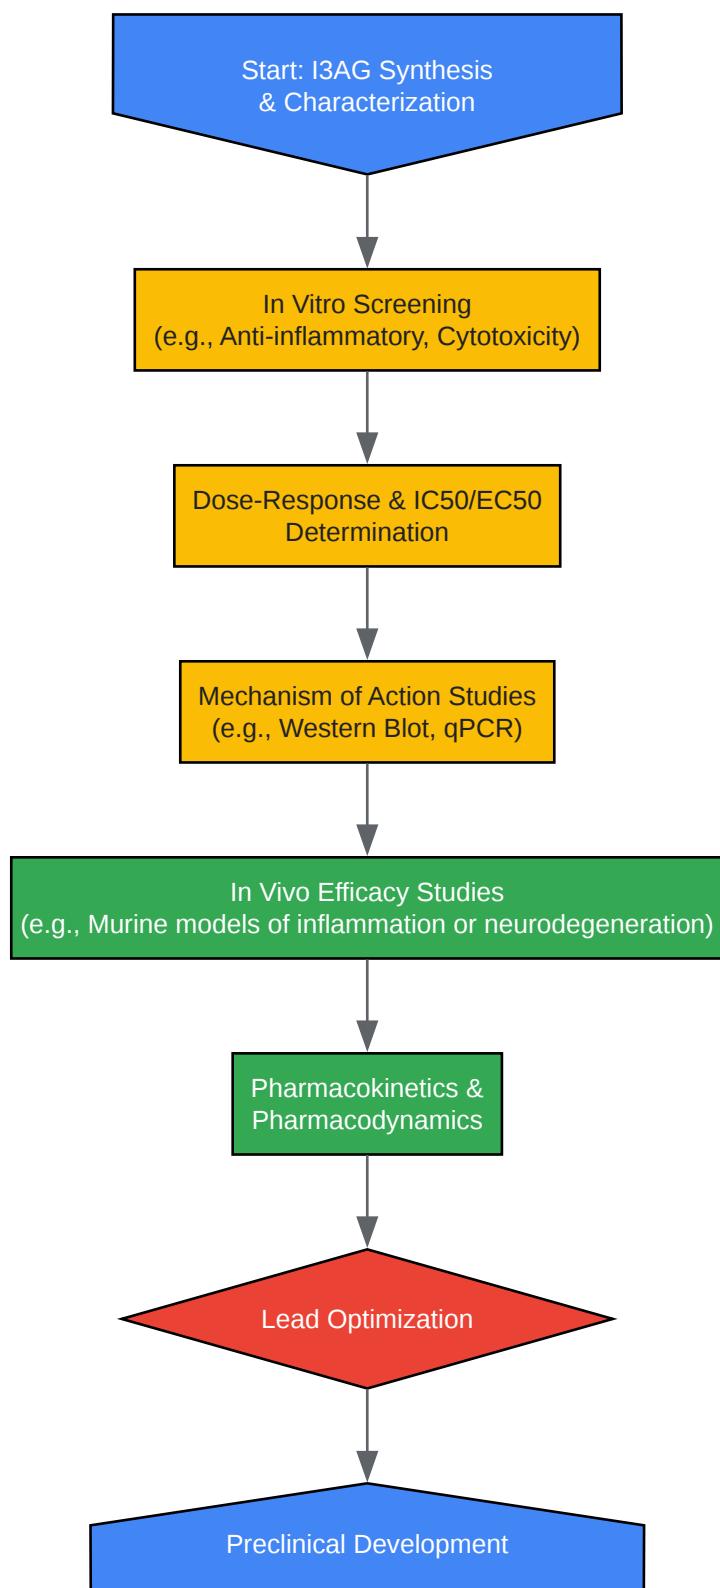 Start: I3AG Synthesis
& Characterization
In Vitro Screening
(e.g., Anti-inflammatory, Cytotoxicity)
Dose-Response & IC50/EC50
Determination
Mechanism of Action Studies
(e.g., Western Blot, qPCR)
In Vivo Efficacy Studies
(e.g., Murine models of inflammation or neurodegeneration)
Pharmacokinetics &
Pharmacodynamics
Lead Optimization
Preclinical Development